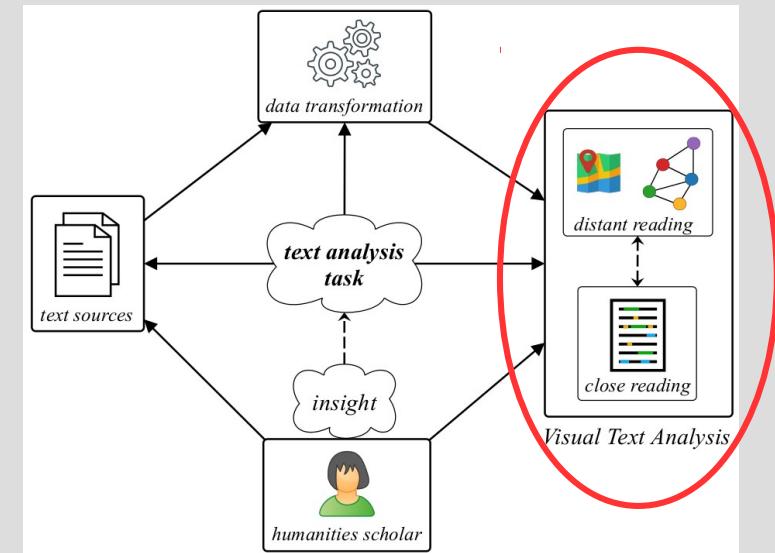 data transformation
text analysis
task
text sources
distant reading
close reading
Visual Text Analysis
insight
humanities scholar